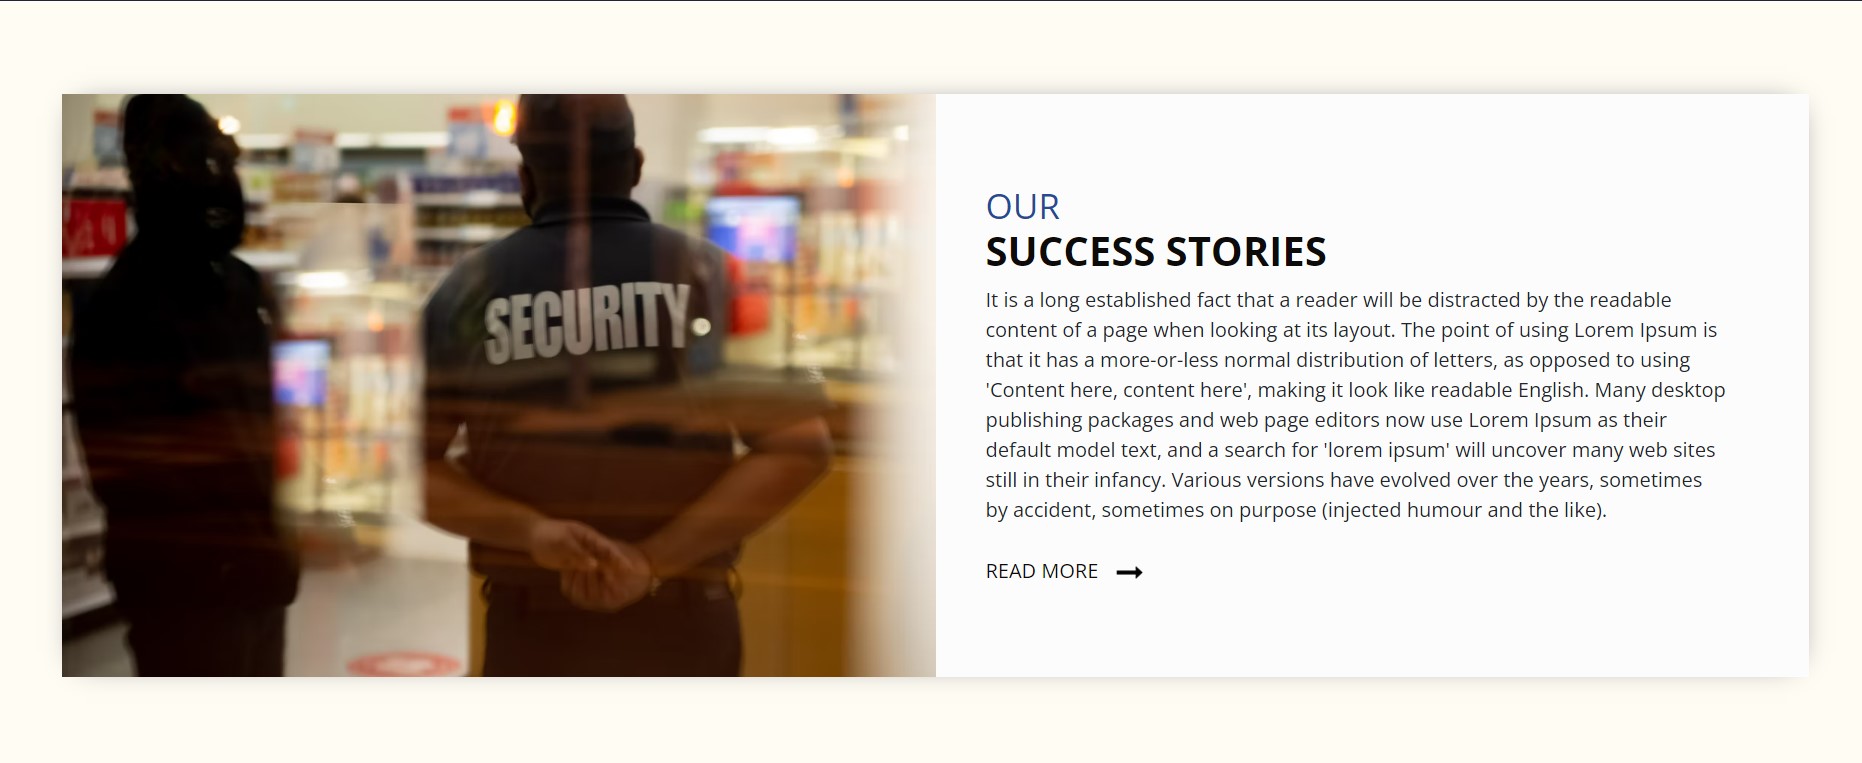 SECURITY
OUR
SUCCESS STORIES
It is a long established fact that a reader will be distracted by the readable
content of a page when looking at its layout. The point of using Lorem Ipsum is
that it has a more-or-less normal distribution of letters, as opposed to using
'Content here, content here', making it look like readable English. Many desktop
publishing packages and web page editors now use Lorem Ipsum as their
default model text, and a search for 'lorem ipsum' will uncover many web sites
still in their infancy. Various versions have evolved over the years, sometimes
by accident, sometimes on purpose (injected humour and the like).
READ MORE